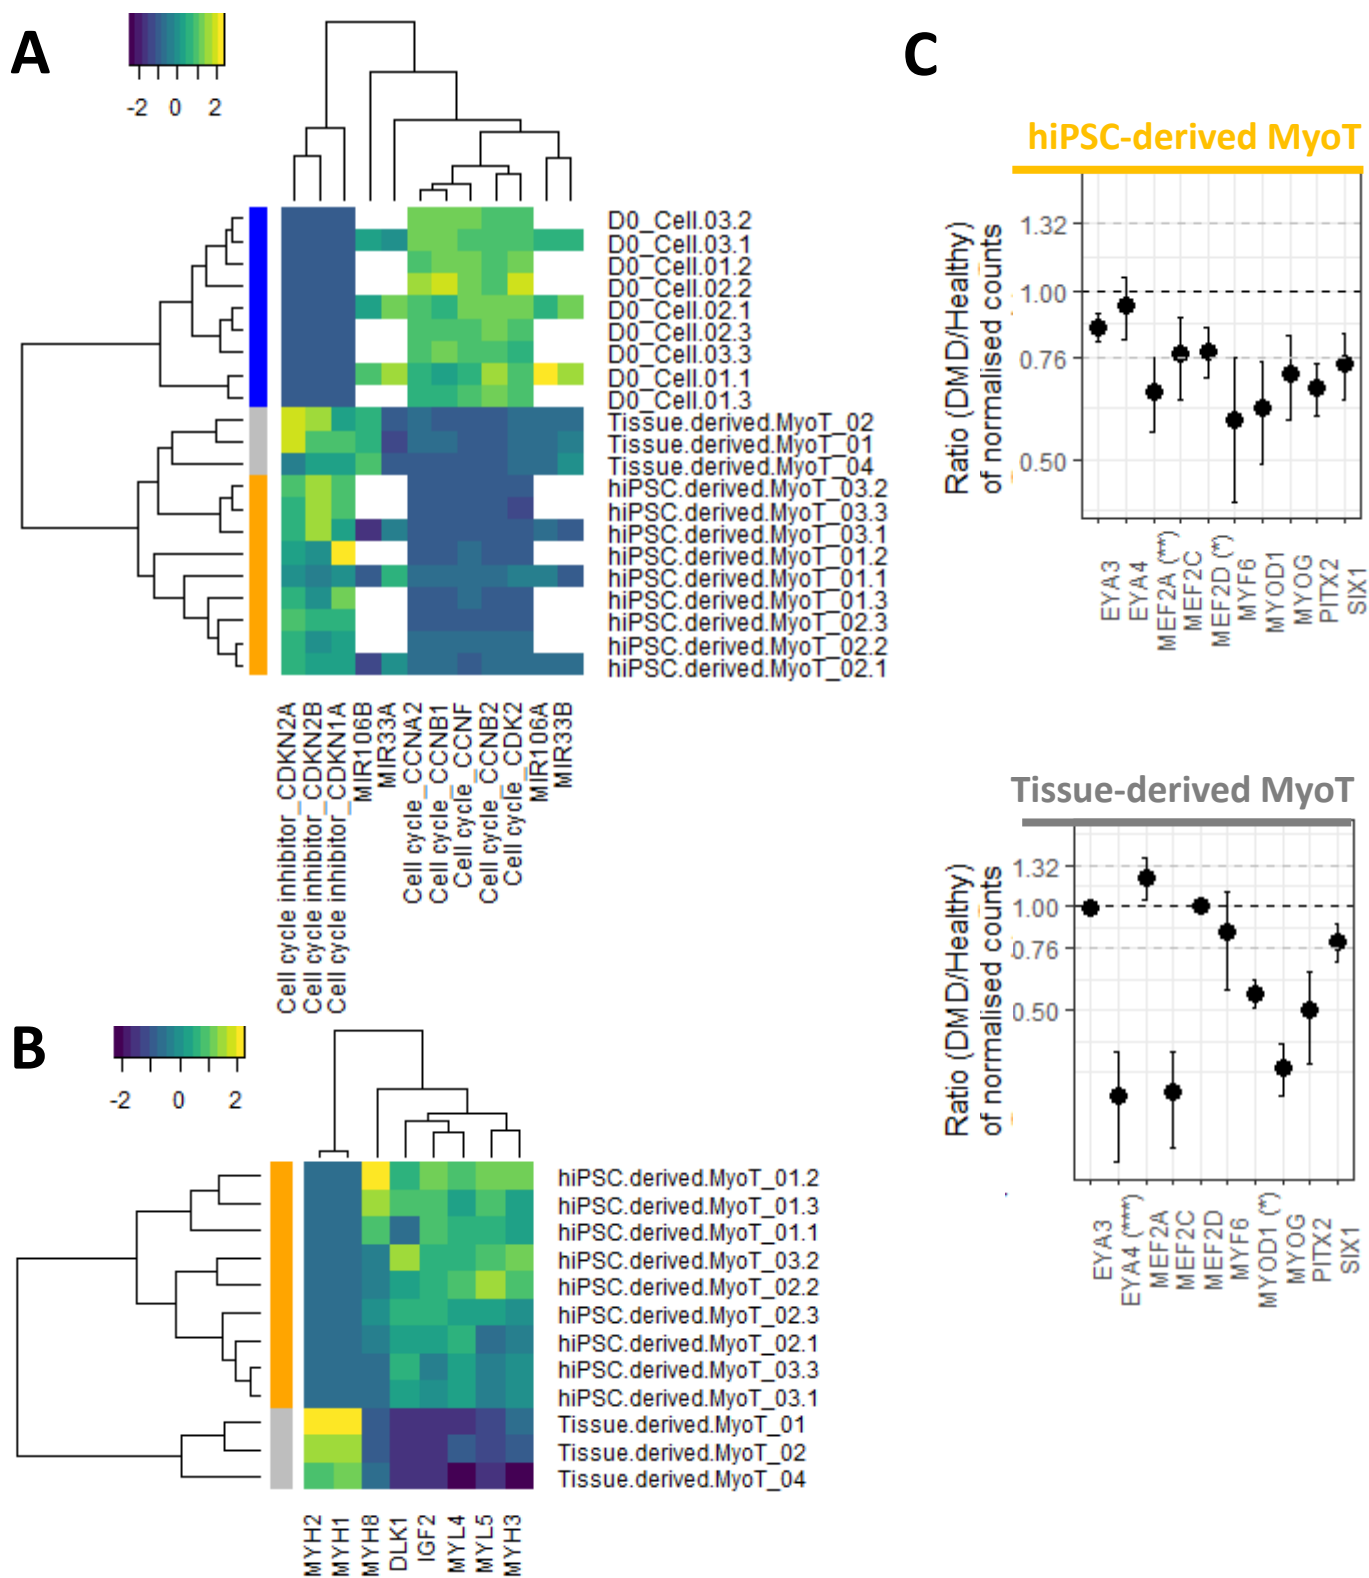 A
-2 0 2
D0_Cell.03.2
D0_Cell.03.1
D0_Cell.01.2
D0_Cell.02.2
D0_Cell.02.1
D0_Cell.02.3
D0_Cell.03.3
D0_Cell.01.1
D0_Cell.01.3
Tissue.derived.MyoT_02
Tissue.derived.MyoT_01
Tissue.derived.MyoT_04
hiPSC.derived.MyoT_03.2
hiPSC.derived.MyoT_03.3
hiPSC.derived.MyoT_03.1
hiPSC.derived.MyoT_01.2
hiPSC.derived.MyoT_01.1
hiPSC.derived.MyoT_01.3
hiPSC.derived.MyoT_02.3
hiPSC.derived.MyoT_02.2
hiPSC.derived.MyoT_02.1
Cell cycle inhibitor_CDKN2A
Cell cycle inhibitor_CDKN2B
Cell cycle inhibitor_CDKN1A
MIR106B
MIR33A
Cell cycle_CCNA2
Cell cycle_CCNB1
Cell cycle_CCNF
Cell cycle_CCNB2
Cell cycle_CDK2
MIR106A
MIR33B
B
-2 0 2
hiPSC.derived.MyoT_01.2
hiPSC.derived.MyoT_01.3
hiPSC.derived.MyoT_01.1
hiPSC.derived.MyoT_03.2
hiPSC.derived.MyoT_02.2
hiPSC.derived.MyoT_02.3
hiPSC.derived.MyoT_02.1
hiPSC.derived.MyoT_03.3
hiPSC.derived.MyoT_03.1
Tissue.derived.MyoT_01
Tissue.derived.MyoT_02
Tissue.derived.MyoT_04
MYH2
MYH1
MYH8
DLK1
IGF2
MYL4
MYL5
MYH3
C
hiPSC-derived MyoT
Ratio (DMD/Healthy)
of normalised counts
1.32
1.00
0.76
0.50
EYA3
EYA4
MEF2A (**)
MEF2C
MEF2D (*)
MYF6
MYOD1
MYOG
PITX2
SIX1
Tissue-derived MyoT
Ratio (DMD/Healthy)
of normalised counts
1.32
1.00
0.76
0.50
EYA3
EYA4 (***)
MEF2A
MEF2C
MEF2D
MYF6
MYOD1 (*)
MYOG
PITX2
SIX1